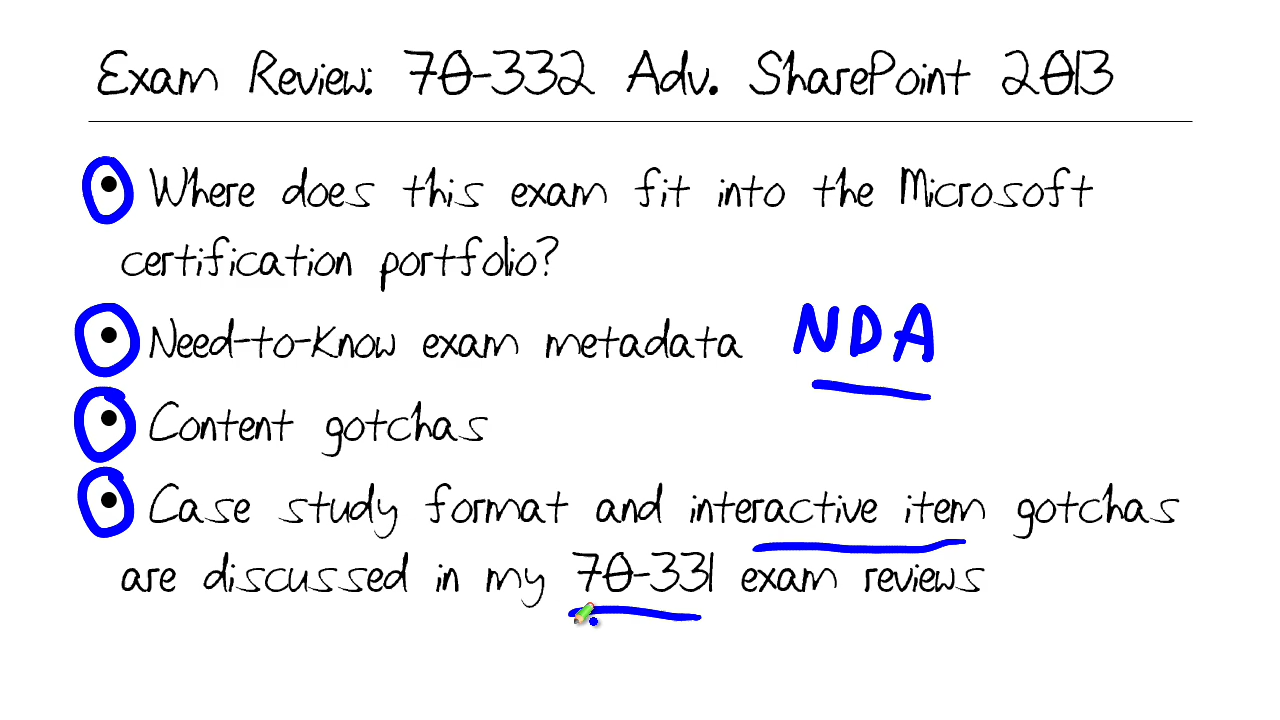 Exam Review: 70-332 Adv. SharePoint 2013
• Where does this exam fit into the Microsoft
certification portfolio?
• Need-to-Know exam metadata NDA
• Content gotchas
• Case study format and interactive item gotchas
are discussed in my 70-331 exam reviews